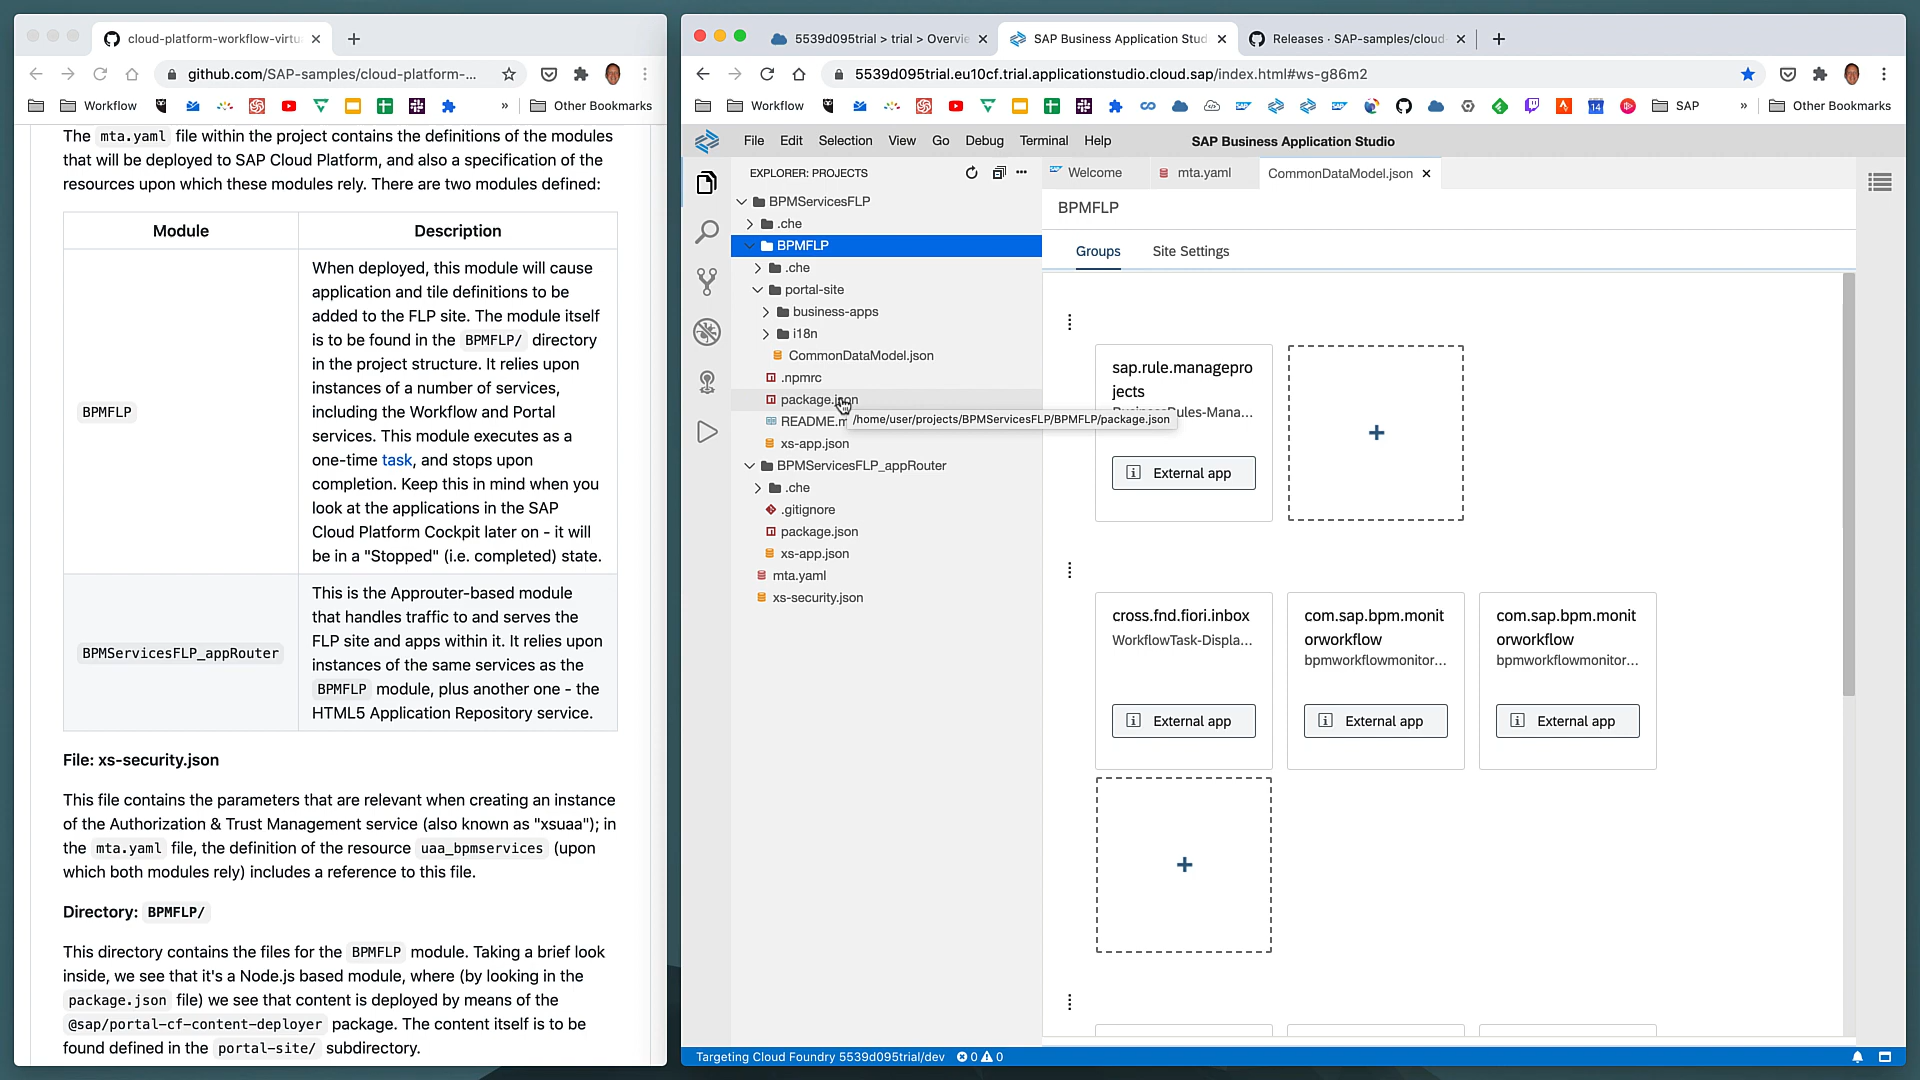 cloud-platform-workflow-virtu
github.com/SAP-samples/cloud-platform-...
Workflow
»
Other Bookmarks
The mta.yaml file within the project contains the definitions of the modules
that will be deployed to SAP Cloud Platform, and also a specification of the
resources upon which these modules rely. There are two modules defined:
Module
Description
BPMFLP
When deployed, this module will cause
application and tile definitions to be
added to the FLP site. The module itself
is to be found in the BPMFLP/ directory
in the project structure. It relies upon
instances of a number of services,
including the Workflow and Portal
services. This module executes as a
one-time task, and stops upon
completion. Keep this in mind when you
look at the applications in the SAP
Cloud Platform Cockpit later on - it will
be in a "Stopped" (i.e. completed) state.
BPMServicesFLP_appRouter
This is the Approuter-based module
that handles traffic to and serves the
FLP site and apps within it. It relies upon
instances of the same services as the
BPMFLP module, plus another one - the
HTML5 Application Repository service.
File: xs-security.json
This file contains the parameters that are relevant when creating an instance
of the Authorization & Trust Management service (also known as "xsuaa"); in
the mta.yaml file, the definition of the resource uaa_bpmservices (upon
which both modules rely) includes a reference to this file.
Directory: BPMFLP/
This directory contains the files for the BPMFLP module. Taking a brief look
inside, we see that it's a Node.js based module, where (by looking in the
package.json file) we see that content is deployed by means of the
@sap/portal-cf-content-deployer package. The content itself is to be
found defined in the portal-site/ subdirectory.
5539d095trial > trial > Overvie
SAP Business Application Stud
Releases · SAP-samples/cloud-
5539d095trial.eu10cf.trial.applicationstudio.cloud.sap/index.html#ws-g86m2
Workflow
14
SAP
»
Other Bookmarks
File Edit Selection View Go Debug Terminal Help
SAP Business Application Studio
EXPLORER: PROJECTS
BPMServicesFLP
.che
BPMFLP
.che
portal-site
business-apps
i18n
CommonDataModel.json
.npmrc
package.json
README.m
/home/user/projects/BPMServicesFLP/BPMFLP/package.json
xs-app.json
BPMServicesFLP_appRouter
.che
.gitignore
package.json
xs-app.json
mta.yaml
xs-security.json
Welcome
mta.yaml
CommonDataModel.json
BPMFLP
Groups
Site Settings
sap.rule.managepro
jects
External app
+
cross.fnd.fiori.inbox
WorkflowTask-Displa...
External app
com.sap.bpm.monit
orworkflow
bpmworkflowmonitor...
External app
com.sap.bpm.monit
orworkflow
bpmworkflowmonitor...
External app
+
Targeting Cloud Foundry 5539d095trial/dev
0
0